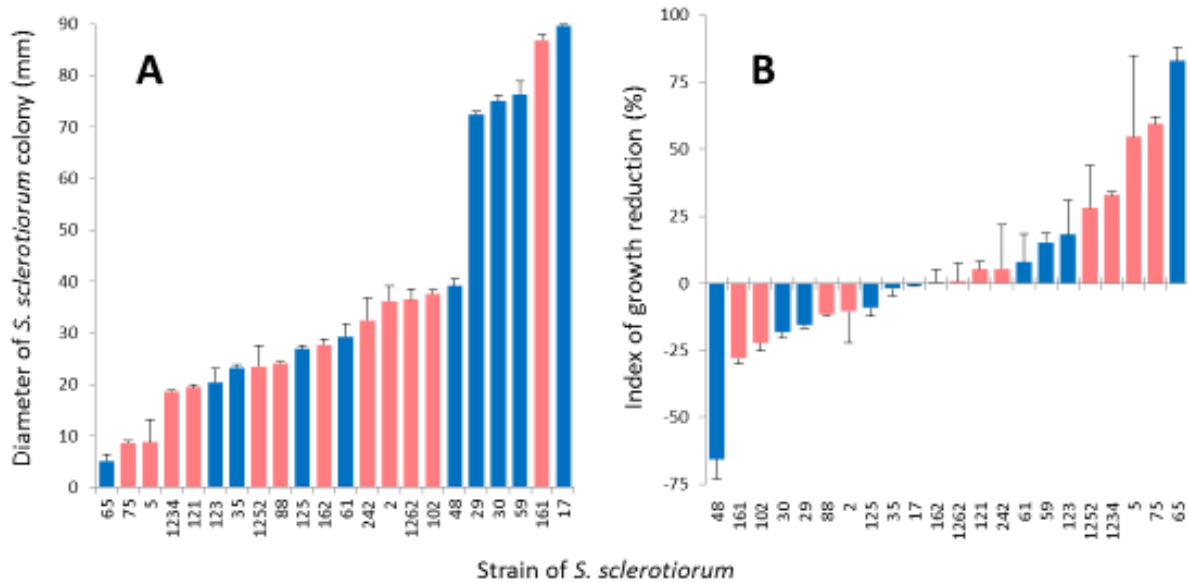 A
Diameter of S. sclerotiorum colony (mm)
90
80
70
60
50
40
30
20
10
0
65 75 5 1234 121 123 35 1252 88 125 162 61 242 2 1262 102 48 29 30 59 161 17
B
Index of growth reduction (%)
100
75
50
25
0
-25
-50
-75
48 161 102 30 29 88 2 125 35 17 162 1262 121 242 61 59 123 1252 1234 5 75 65
Strain of S. sclerotiorum